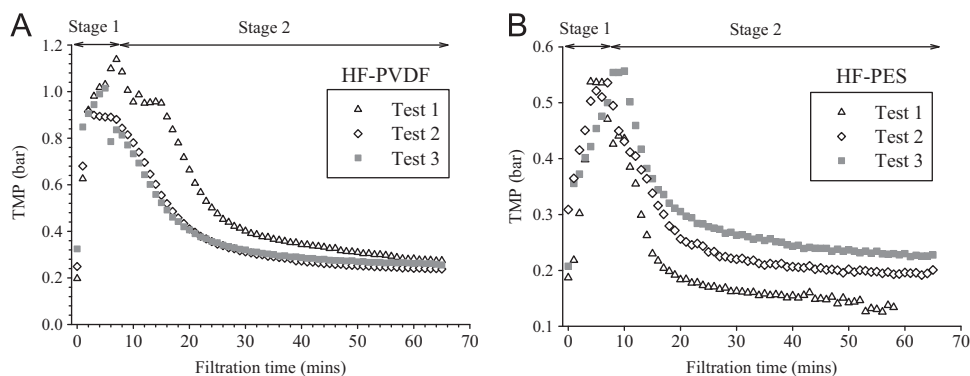 A
Stage 1
Stage 2
HF-PVDF
Test 1
Test 2
Test 3
TMP (bar)
1.2
1.0
0.8
0.6
0.4
0.2
0.0
0 10 20 30 40 50 60 70
Filtration time (mins)
B
Stage 1
Stage 2
HF-PES
Test 1
Test 2
Test 3
TMP (bar)
0.6
0.5
0.4
0.3
0.2
0.1
0 10 20 30 40 50 60 70
Filtration time (mins)